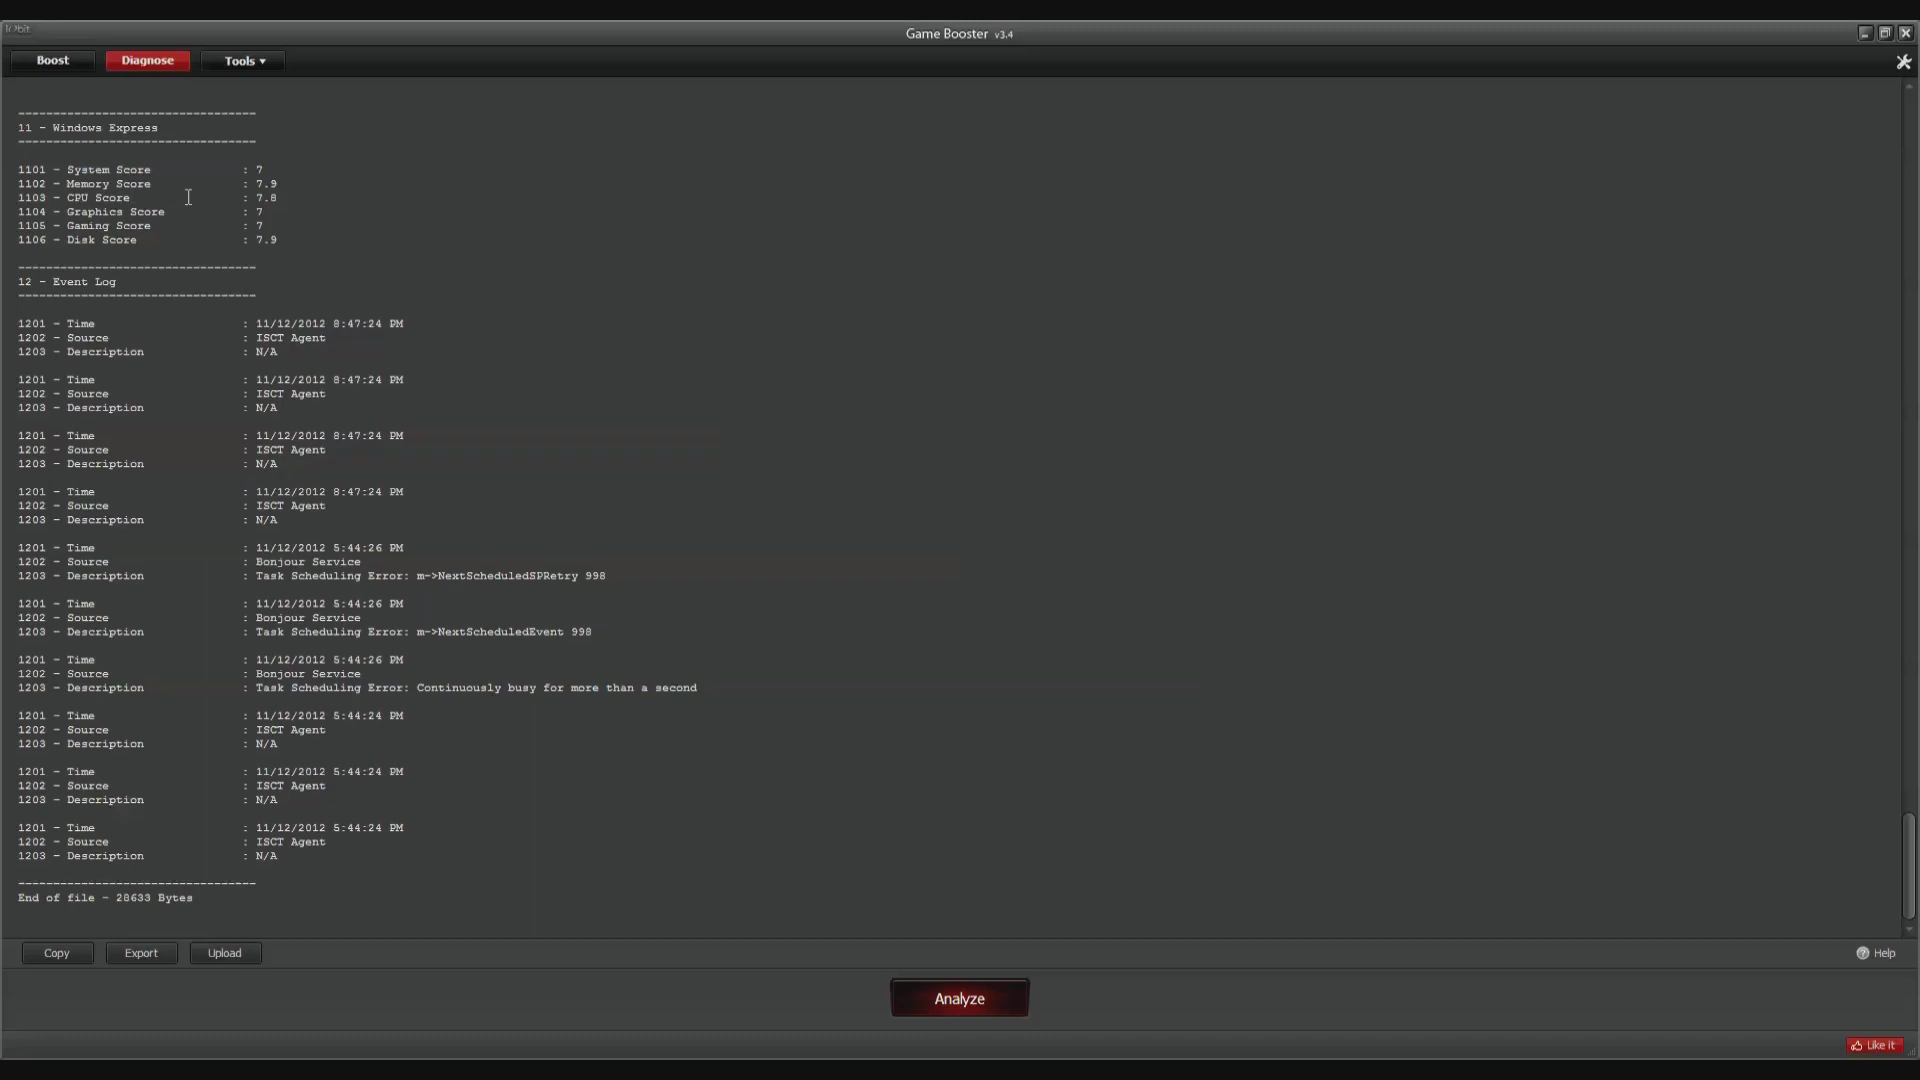 IObit
Game Booster v3.4
Boost Diagnose Tools ▾
----------------------------------
11 - Windows Express
----------------------------------
1101 - System Score : 7
1102 - Memory Score : 7.9
1103 - CPU Score : 7.8
1104 - Graphics Score : 7
1105 - Gaming Score : 7
1106 - Disk Score : 7.9
----------------------------------
12 - Event Log
----------------------------------
1201 - Time : 11/12/2012 8:47:24 PM
1202 - Source : ISCT Agent
1203 - Description : N/A
1201 - Time : 11/12/2012 8:47:24 PM
1202 - Source : ISCT Agent
1203 - Description : N/A
1201 - Time : 11/12/2012 8:47:24 PM
1202 - Source : ISCT Agent
1203 - Description : N/A
1201 - Time : 11/12/2012 8:47:24 PM
1202 - Source : ISCT Agent
1203 - Description : N/A
1201 - Time : 11/12/2012 5:44:26 PM
1202 - Source : Bonjour Service
1203 - Description : Task Scheduling Error: m->NextScheduledSPRetry 998
1201 - Time : 11/12/2012 5:44:26 PM
1202 - Source : Bonjour Service
1203 - Description : Task Scheduling Error: m->NextScheduledEvent 998
1201 - Time : 11/12/2012 5:44:26 PM
1202 - Source : Bonjour Service
1203 - Description : Task Scheduling Error: Continuously busy for more than a second
1201 - Time : 11/12/2012 5:44:24 PM
1202 - Source : ISCT Agent
1203 - Description : N/A
1201 - Time : 11/12/2012 5:44:24 PM
1202 - Source : ISCT Agent
1203 - Description : N/A
1201 - Time : 11/12/2012 5:44:24 PM
1202 - Source : ISCT Agent
1203 - Description : N/A
----------------------------------
End of file - 28633 Bytes
Copy Export Upload Help
Analyze
Like it